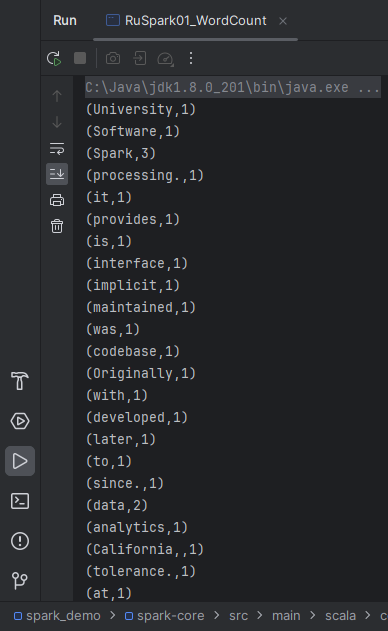 Run RuSpark01_WordCount
C:\Java\jdk1.8.0_201\bin\java.exe ...
(University,1)
(Software,1)
(Spark,3)
(processing.,1)
(it,1)
(provides,1)
(is,1)
(interface,1)
(implicit,1)
(maintained,1)
(was,1)
(codebase,1)
(Originally,1)
(with,1)
(developed,1)
(later,1)
(to,1)
(since.,1)
(data,2)
(analytics,1)
(California,,1)
(tolerance.,1)
(at,1)
spark_demo > spark-core > src > main > scala > c